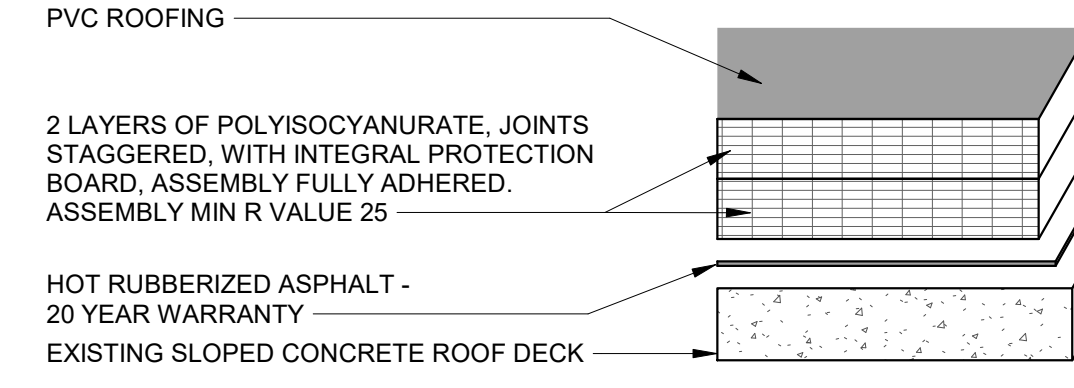 PVC ROOFING
2 LAYERS OF POLYISOCYANURATE, JOINTS
STAGGERED, WITH INTEGRAL PROTECTION
BOARD, ASSEMBLY FULLY ADHERED.
ASSEMBLY MIN R VALUE 25
HOT RUBBERIZED ASPHALT -
20 YEAR WARRANTY
EXISTING SLOPED CONCRETE ROOF DECK